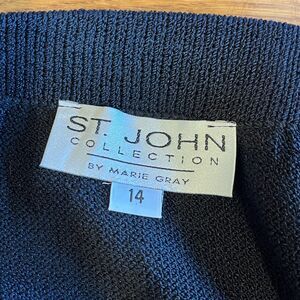 ST. JOHN
COLLECTION
BY MARIE GRAY
14